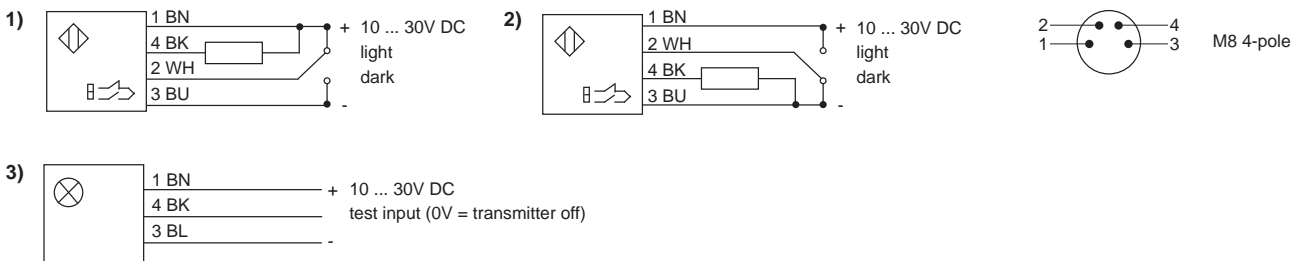 1)
1 BN
4 BK
2 WH
3 BU
+ 10 ... 30V DC
light
dark
-
2)
1 BN
2 WH
4 BK
3 BU
+ 10 ... 30V DC
light
dark
-
2 4
1 3
M8 4-pole
3)
1 BN
4 BK
3 BL
+ 10 ... 30V DC
test input (0V = transmitter off)
-